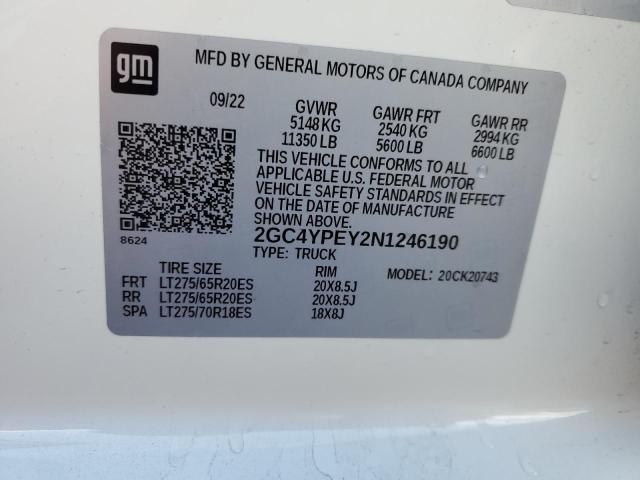 gm
MFD BY GENERAL MOTORS OF CANADA COMPANY
09/22 GVWR GAWR FRT GAWR RR
5148 KG 2540 KG 2994 KG
11350 LB 5600 LB 6600 LB
THIS VEHICLE CONFORMS TO ALL
APPLICABLE U.S. FEDERAL MOTOR
VEHICLE SAFETY STANDARDS IN EFFECT
ON THE DATE OF MANUFACTURE
SHOWN ABOVE.
8624 2GC4YPEY2N1246190
TYPE: TRUCK
TIRE SIZE RIM MODEL: 20CK20743
FRT LT275/65R20ES 20X8.5J
RR LT275/65R20ES 20X8.5J
SPA LT275/70R18ES 18X8J